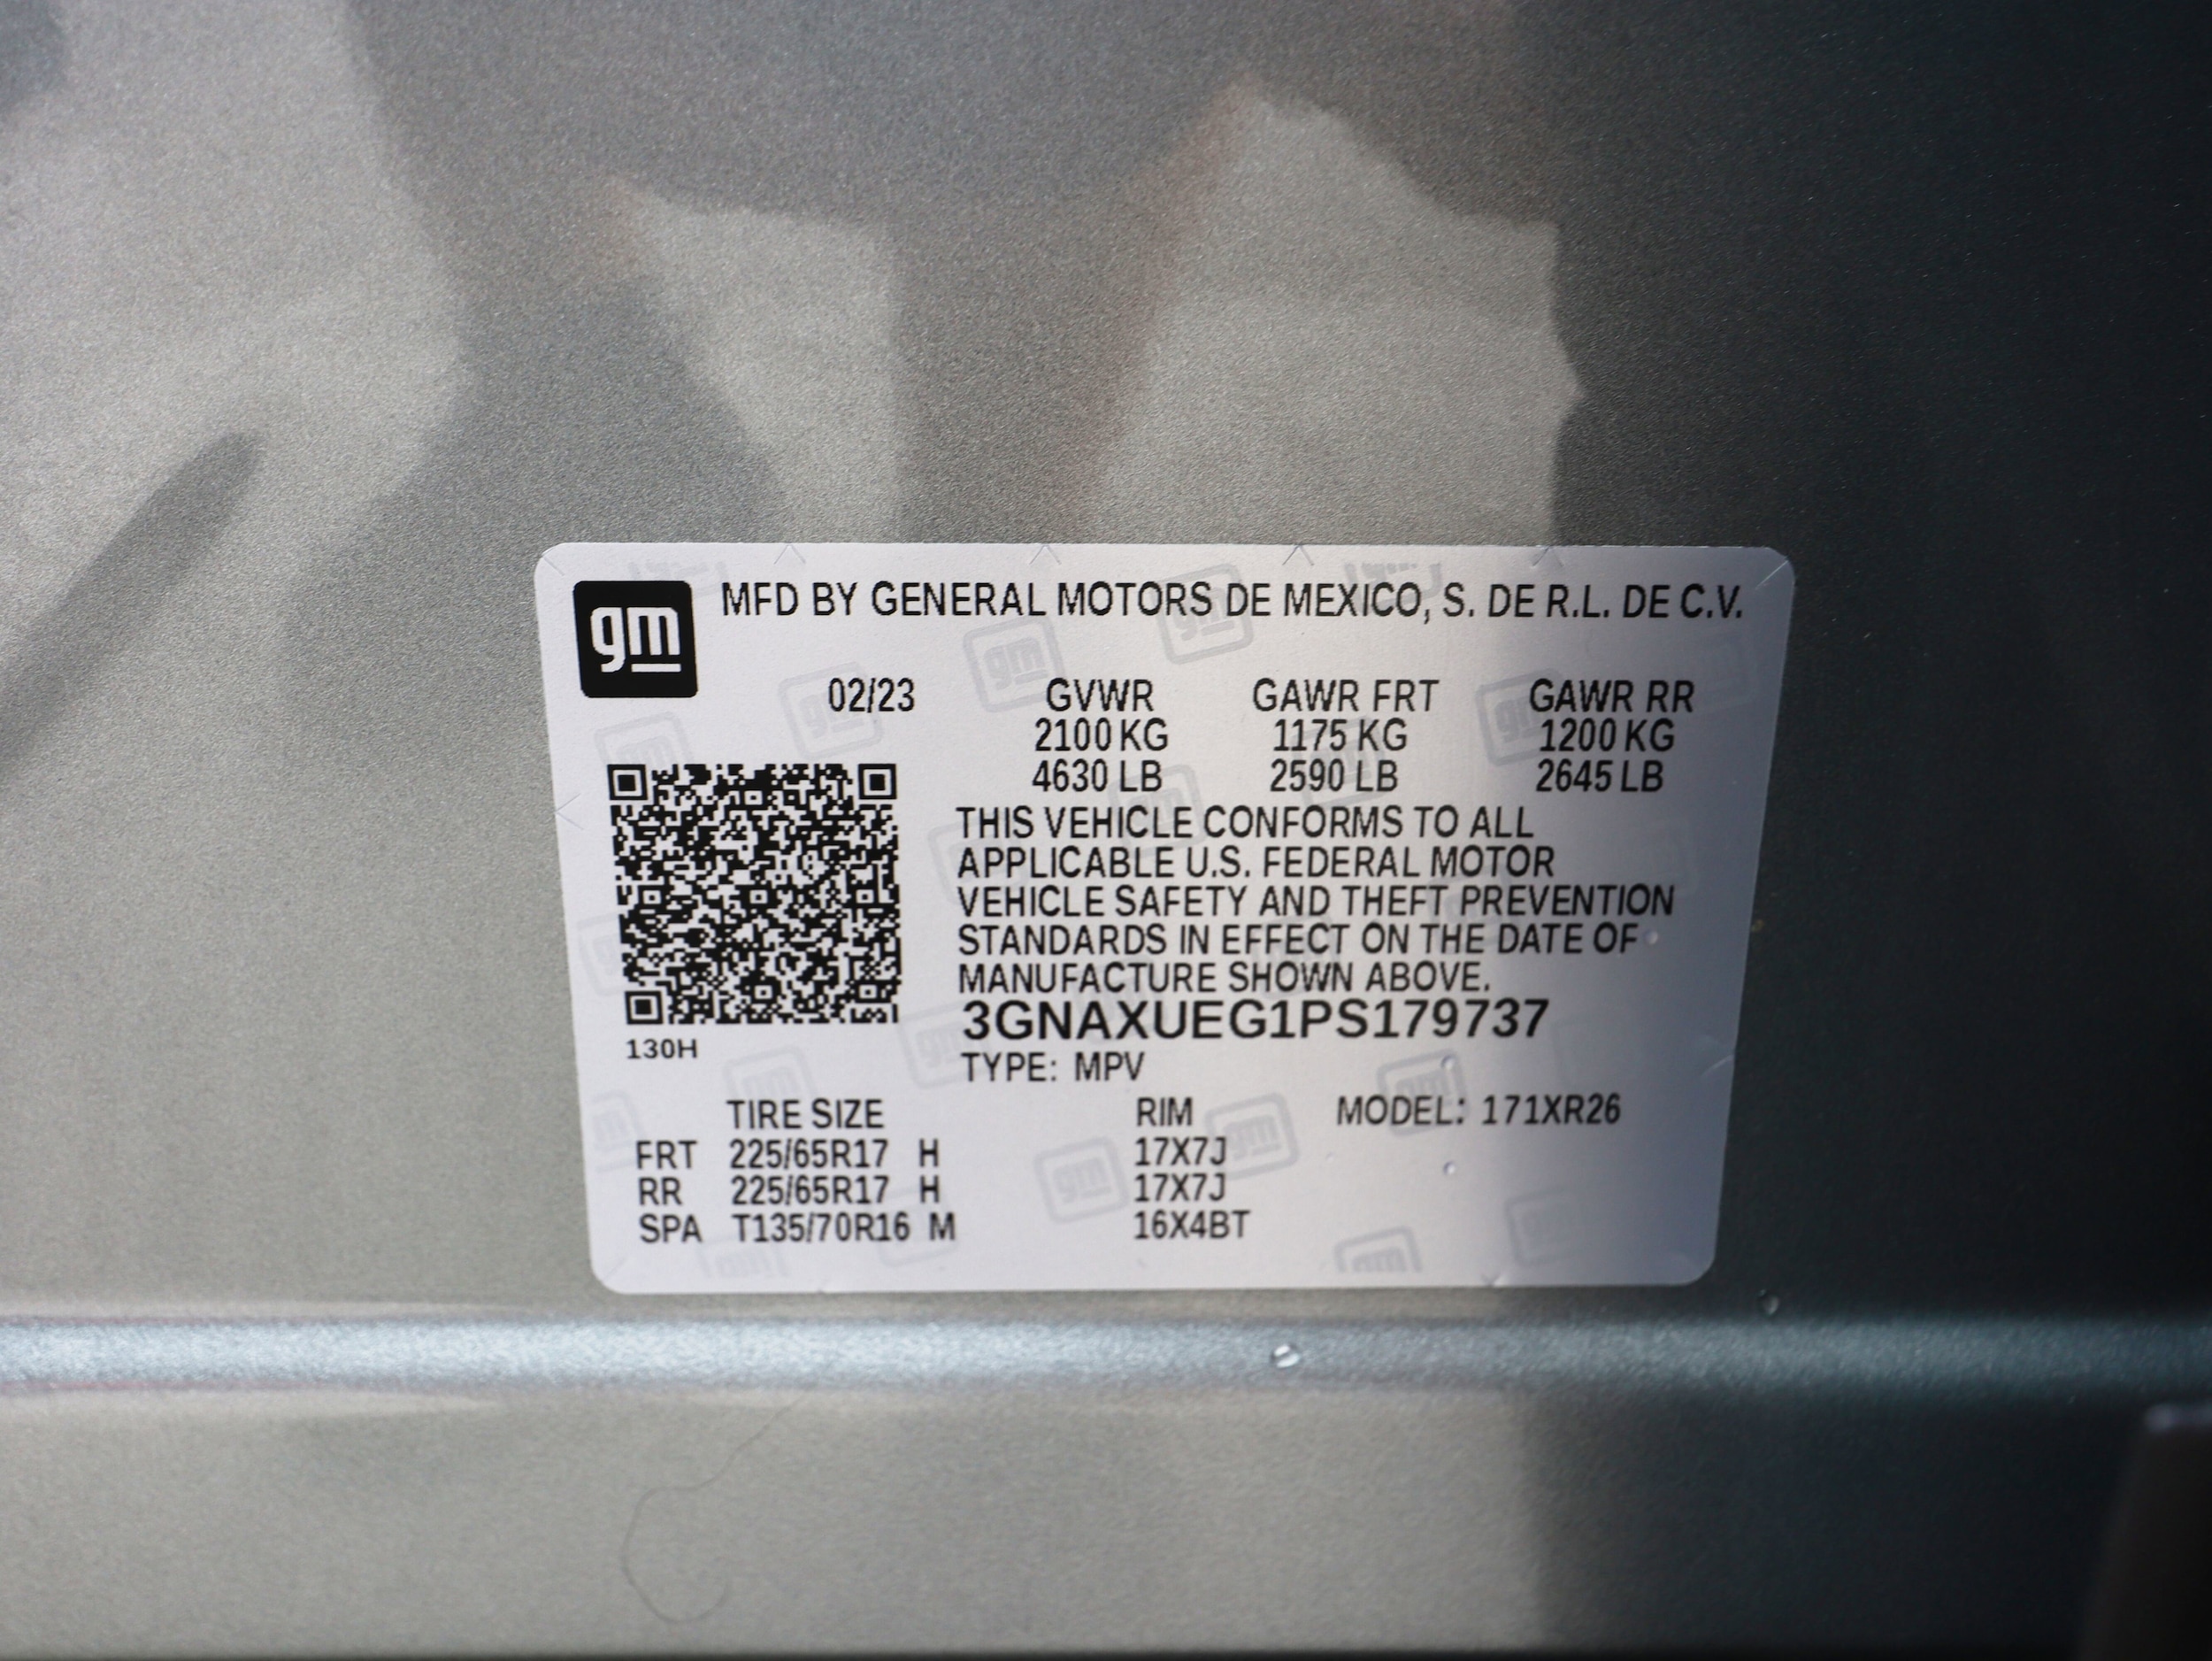 gm MFD BY GENERAL MOTORS DE MEXICO, S. DE R.L. DE C.V.
02/23 GVWR GAWR FRT GAWR RR
2100 KG 1175 KG 1200 KG
4630 LB 2590 LB 2645 LB
THIS VEHICLE CONFORMS TO ALL
APPLICABLE U.S. FEDERAL MOTOR
VEHICLE SAFETY AND THEFT PREVENTION
STANDARDS IN EFFECT ON THE DATE OF
MANUFACTURE SHOWN ABOVE.
3GNAXUEG1PS179737
130H
TYPE: MPV
TIRE SIZE RIM MODEL: 171XR26
FRT 225/65R17 H 17X7J
RR 225/65R17 H 17X7J
SPA T135/70R16 M 16X4BT